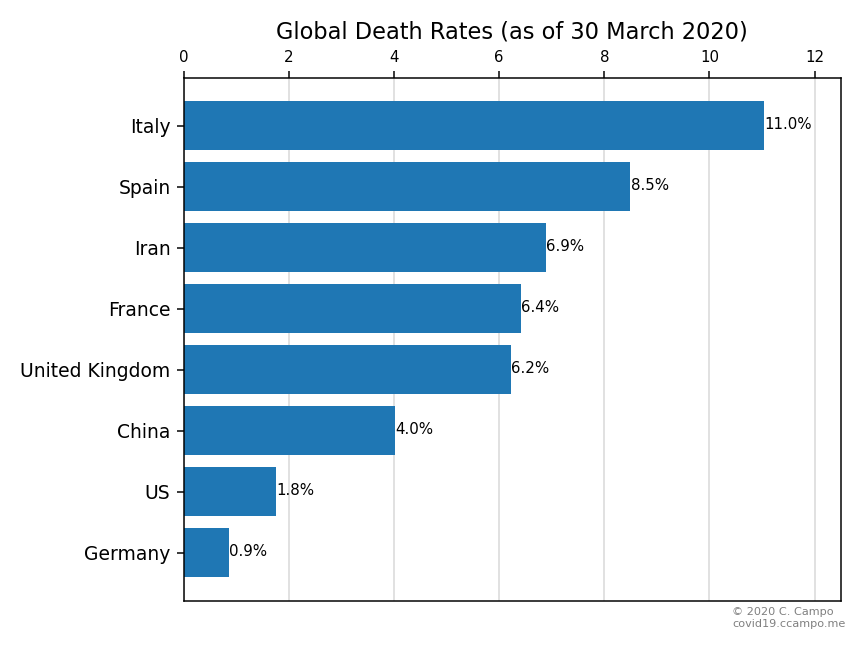 Global Death Rates (as of 30 March 2020)
0 2 4 6 8 10 12
Italy 11.0%
Spain 8.5%
Iran 6.9%
France 6.4%
United Kingdom 6.2%
China 4.0%
US 1.8%
Germany 0.9%
© 2020 C. Campo
covid19.ccampo.me